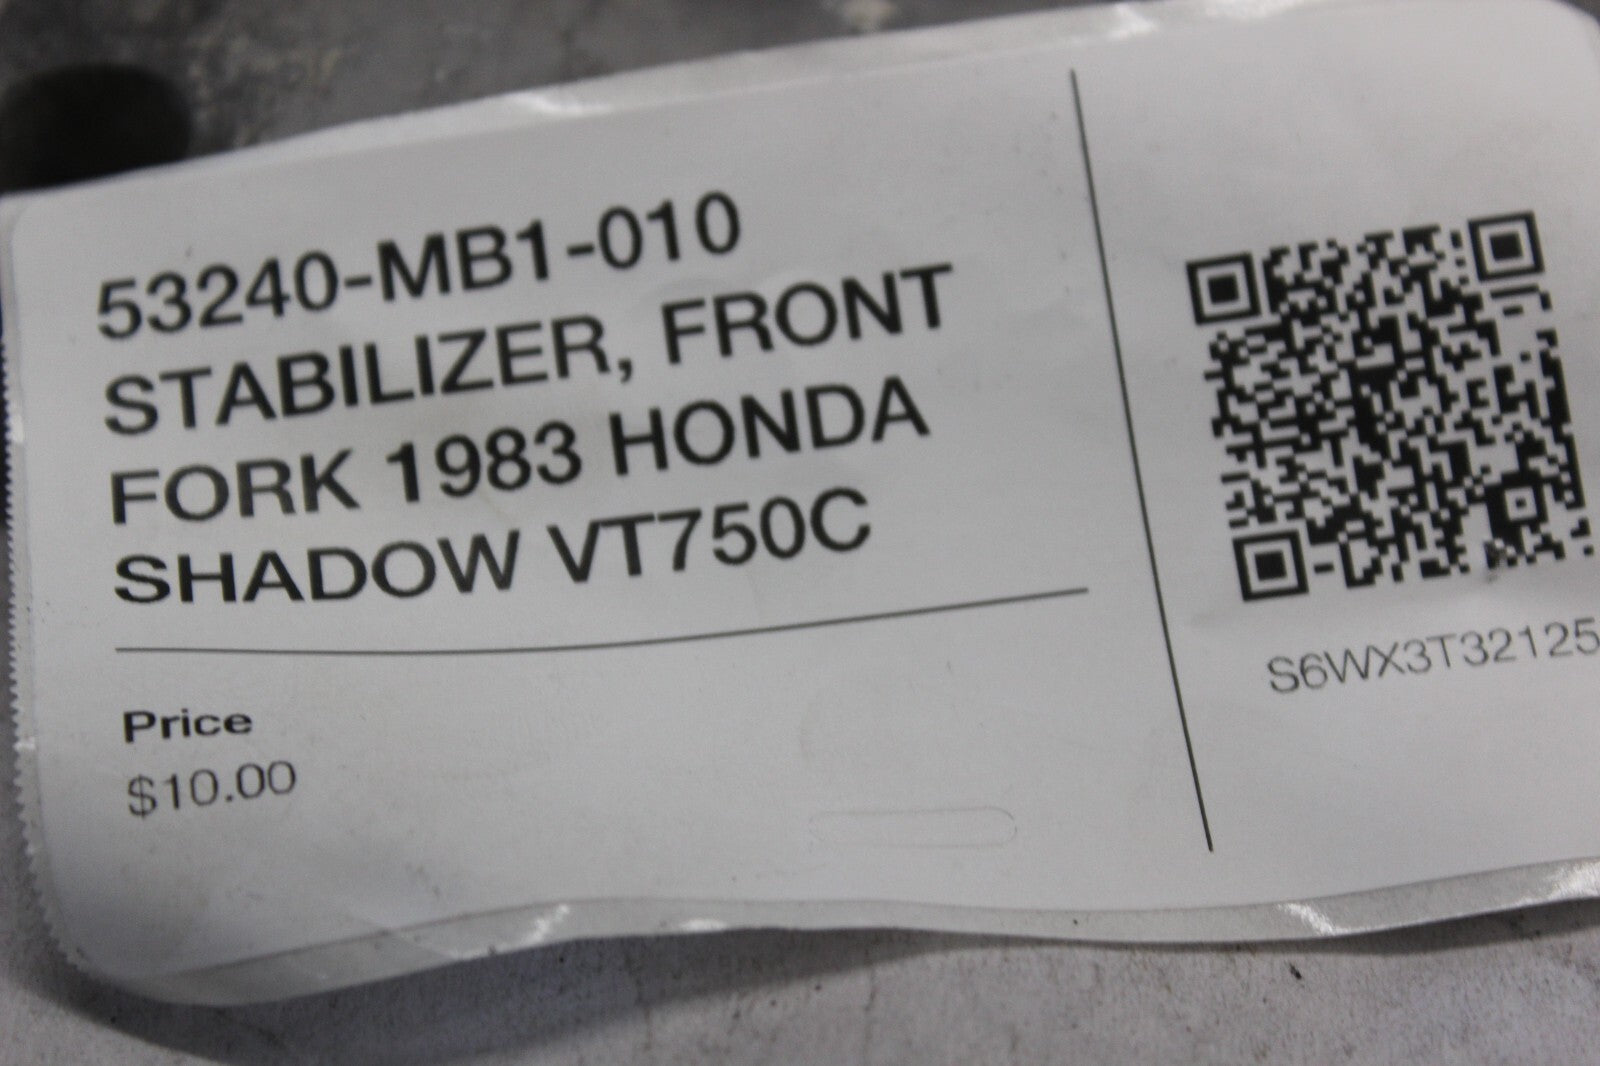 53240-MB1-010
STABILIZER, FRONT
FORK 1983 HONDA
SHADOW VT750C
Price
$10.00
S6WX3T32125